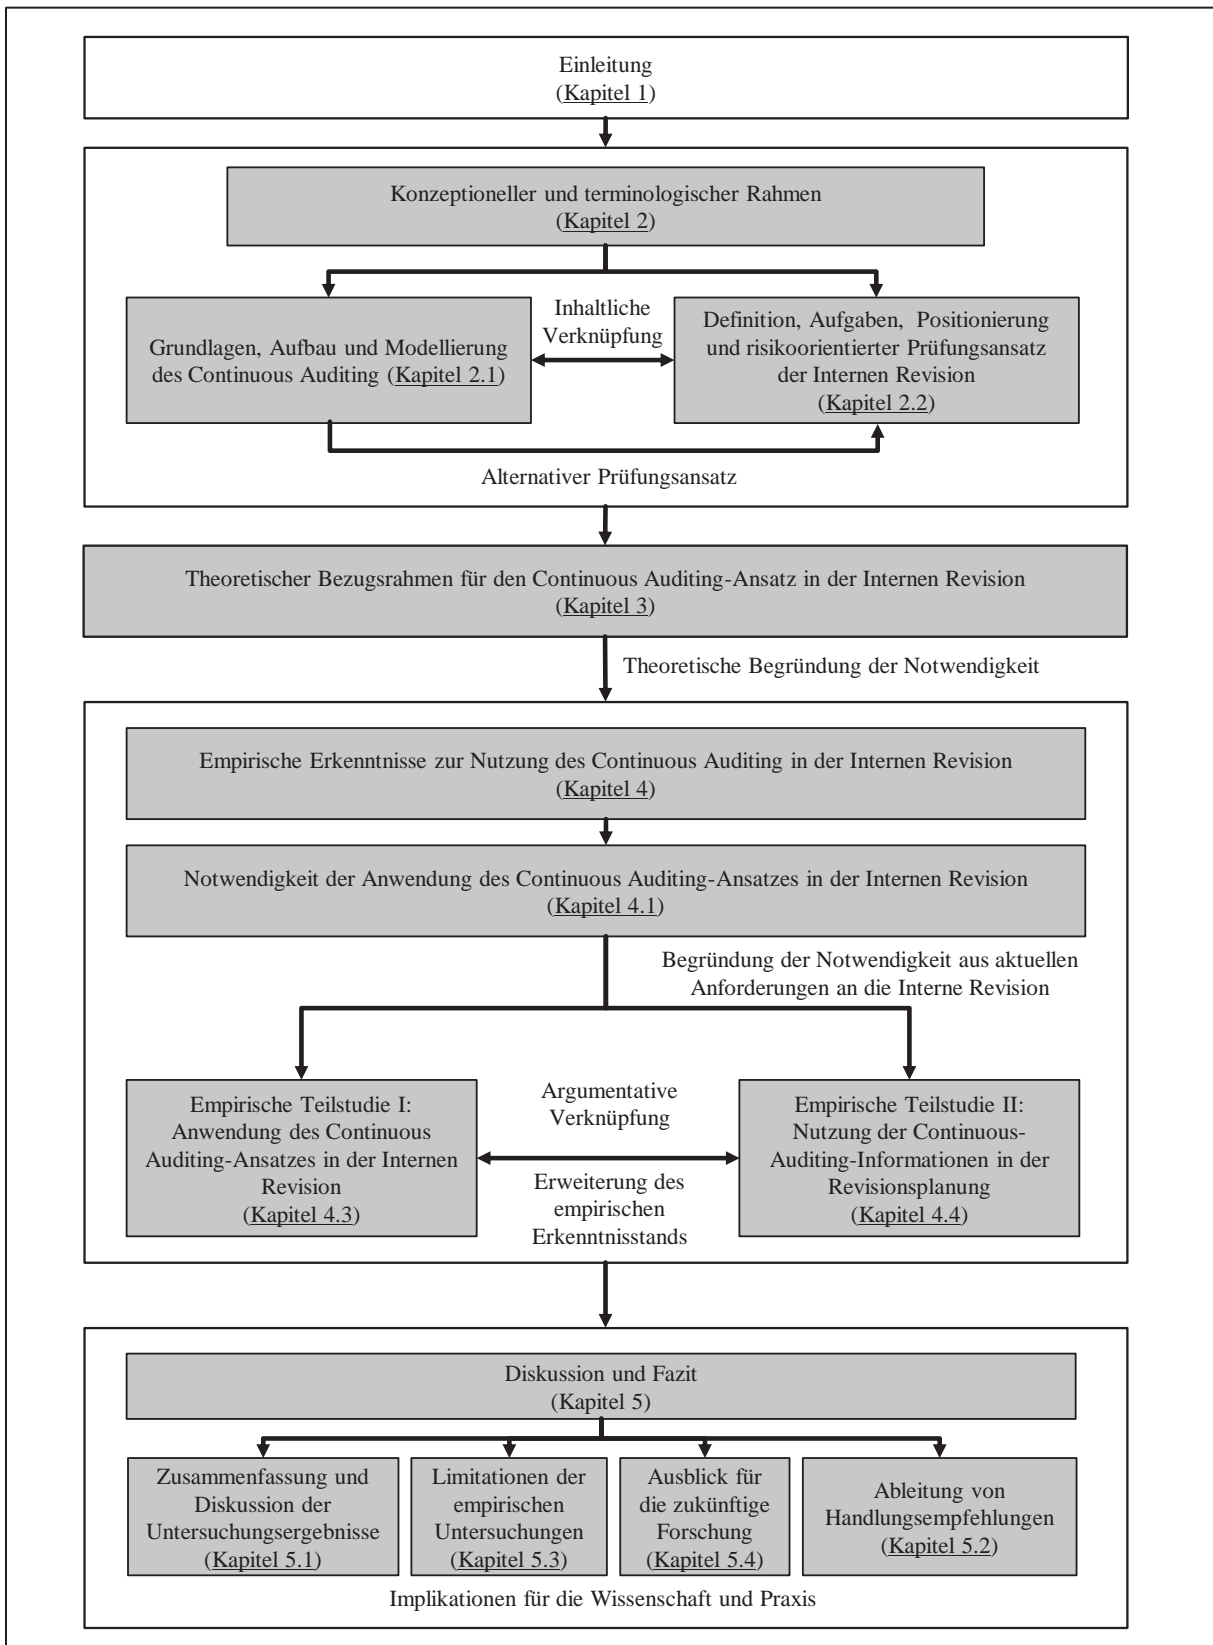 Einleitung
(Kapitel 1)
Konzeptioneller und terminologischer Rahmen
(Kapitel 2)
Grundlagen, Aufbau und Modellierung
des Continuous Auditing (Kapitel 2.1)
Inhaltliche
Verknüpfung
Definition, Aufgaben, Positionierung
und risikoorientierter Prüfungsansatz
der Internen Revision
(Kapitel 2.2)
Alternativer Prüfungsansatz
Theoretischer Bezugsrahmen für den Continuous Auditing-Ansatz in der Internen Revision
(Kapitel 3)
Theoretische Begründung der Notwendigkeit
Empirische Erkenntnisse zur Nutzung des Continuous Auditing in der Internen Revision
(Kapitel 4)
Notwendigkeit der Anwendung des Continuous Auditing-Ansatzes in der Internen Revision
(Kapitel 4.1)
Begründung der Notwendigkeit aus aktuellen
Anforderungen an die Interne Revision
Empirische Teilstudie I:
Anwendung des Continuous
Auditing-Ansatzes in der Internen
Revision
(Kapitel 4.3)
Argumentative
Verknüpfung
Erweiterung des
empirischen
Erkenntnisstands
Empirische Teilstudie II:
Nutzung der Continuous-
Auditing-Informationen in der
Revisionsplanung
(Kapitel 4.4)
Diskussion und Fazit
(Kapitel 5)
Zusammenfassung und
Diskussion der
Untersuchungsergebnisse
(Kapitel 5.1)
Limitationen der
empirischen
Untersuchungen
(Kapitel 5.3)
Ausblick für
die zukünftige
Forschung
(Kapitel 5.4)
Ableitung von
Handlungsempfehlungen
(Kapitel 5.2)
Implikationen für die Wissenschaft und Praxis